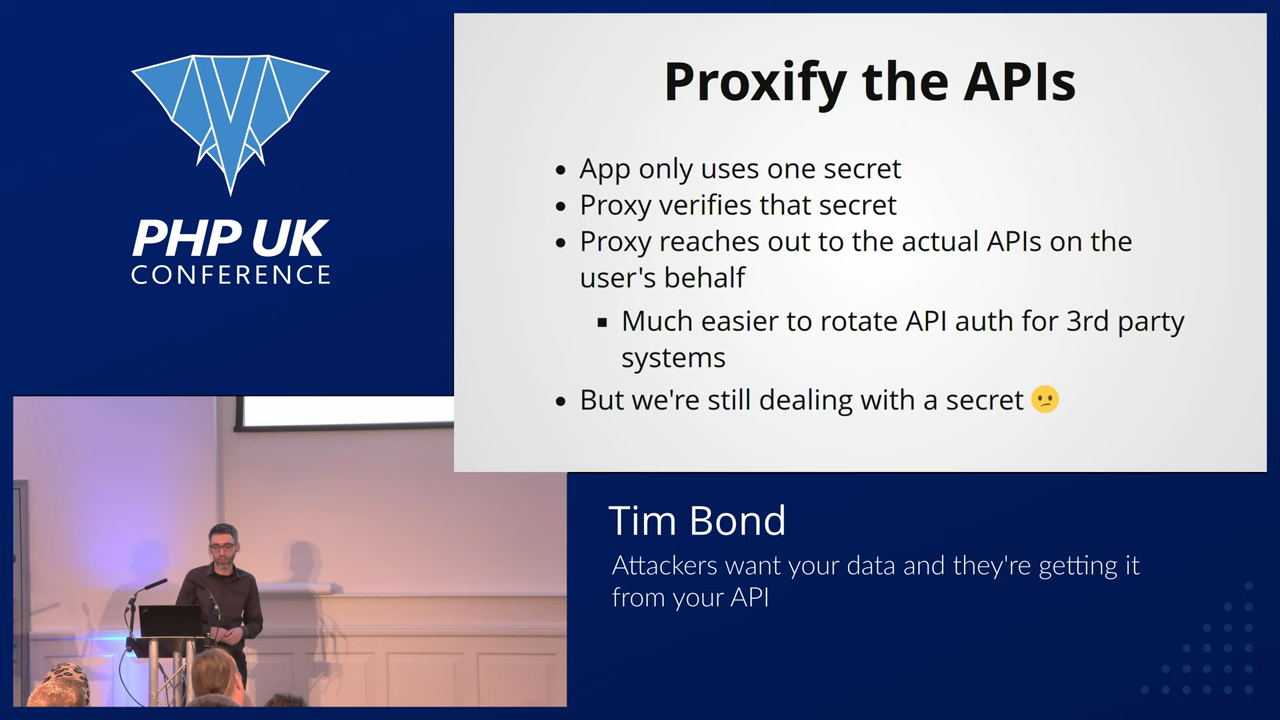 PHP UK
CONFERENCE
Proxify the APIs
• App only uses one secret
• Proxy verifies that secret
• Proxy reaches out to the actual APIs on the
user's behalf
▪ Much easier to rotate API auth for 3rd party
systems
• But we're still dealing with a secret 😕
Tim Bond
Attackers want your data and they're getting it
from your API